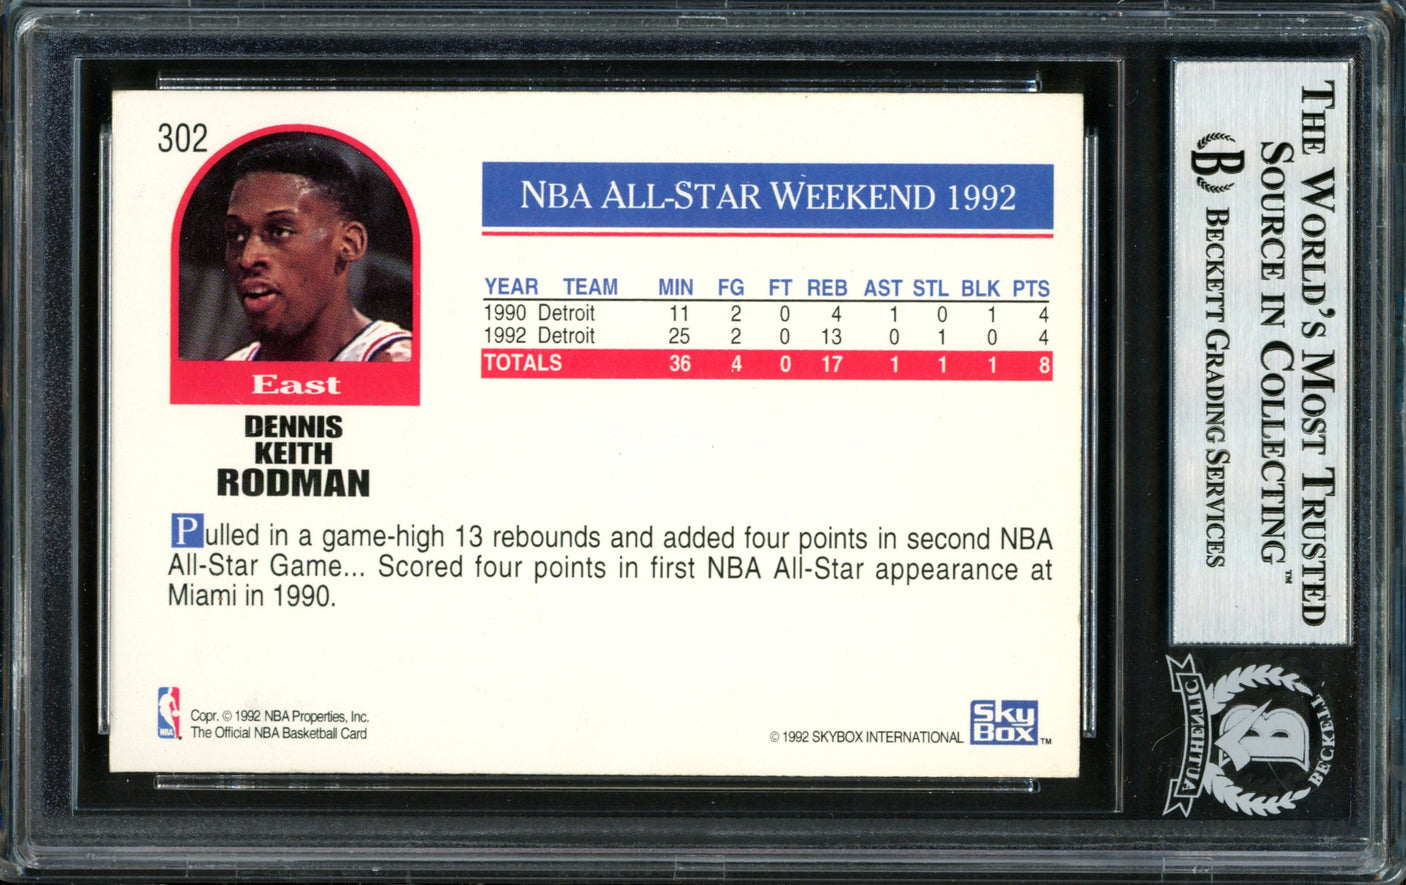 302
East
DENNIS
KEITH
RODMAN
NBA ALL-STAR WEEKEND 1992
YEAR TEAM MIN FG FT REB AST STL BLK PTS
1990 Detroit 11 2 0 4 1 0 1 4
1992 Detroit 25 2 0 13 0 1 0 4
TOTALS 36 4 0 17 1 1 1 8
Pulled in a game-high 13 rebounds and added four points in second NBA
All-Star Game... Scored four points in first NBA All-Star appearance at
Miami in 1990.
NBA
Copr. © 1992 NBA Properties, Inc.
The Official NBA Basketball Card
© 1992 SKYBOX INTERNATIONAL
Sky
Box™
THE WORLD'S MOST TRUSTED
SOURCE IN COLLECTING™
B BECKETT GRADING SERVICES
AUTHENTIC
B
BECKETT